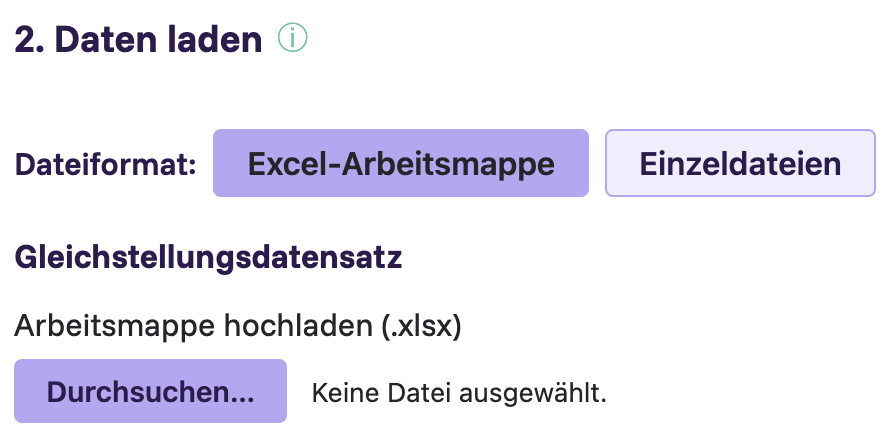 2. Daten laden ⓘ
Dateiformat: Excel-Arbeitsmappe Einzeldateien
Gleichstellungsdatensatz
Arbeitsmappe hochladen (.xlsx)
Durchsuchen... Keine Datei ausgewählt.